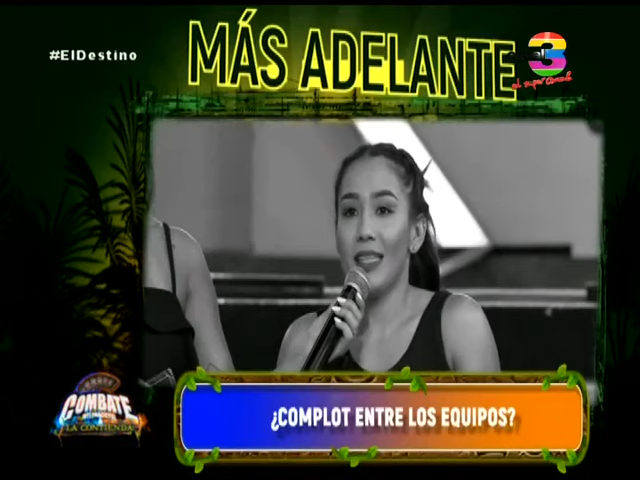 #ElDestino
MÁS ADELANTE
3
COMBATE
LA CONTIENDA
¿COMPLOT ENTRE LOS EQUIPOS?